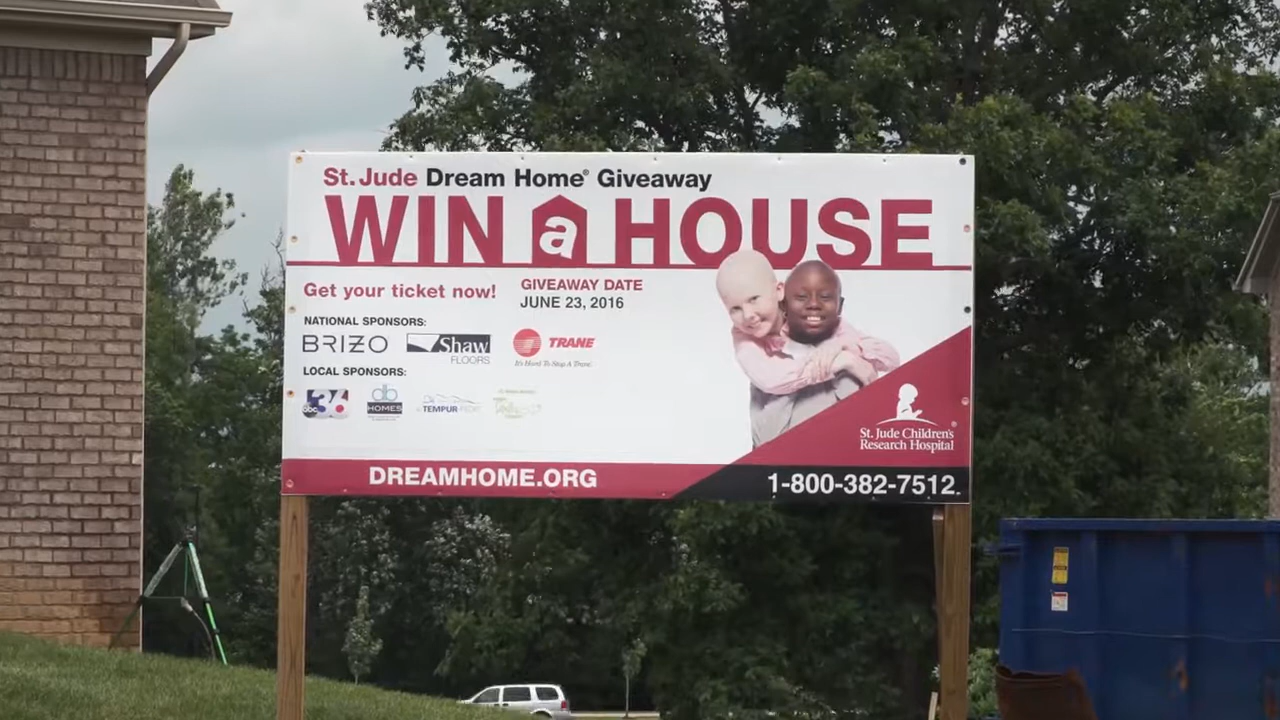 St. Jude Dream Home® Giveaway
WIN a HOUSE
Get your ticket now!
GIVEAWAY DATE
JUNE 23, 2016
NATIONAL SPONSORS:
BRIZO
Shaw
FLOORS
TRANE
It's Hard To Stop A Trane.
LOCAL SPONSORS:
abc 36
db
HOMES
TEMPUR
St. Jude Children's
Research Hospital
DREAMHOME.ORG
1-800-382-7512